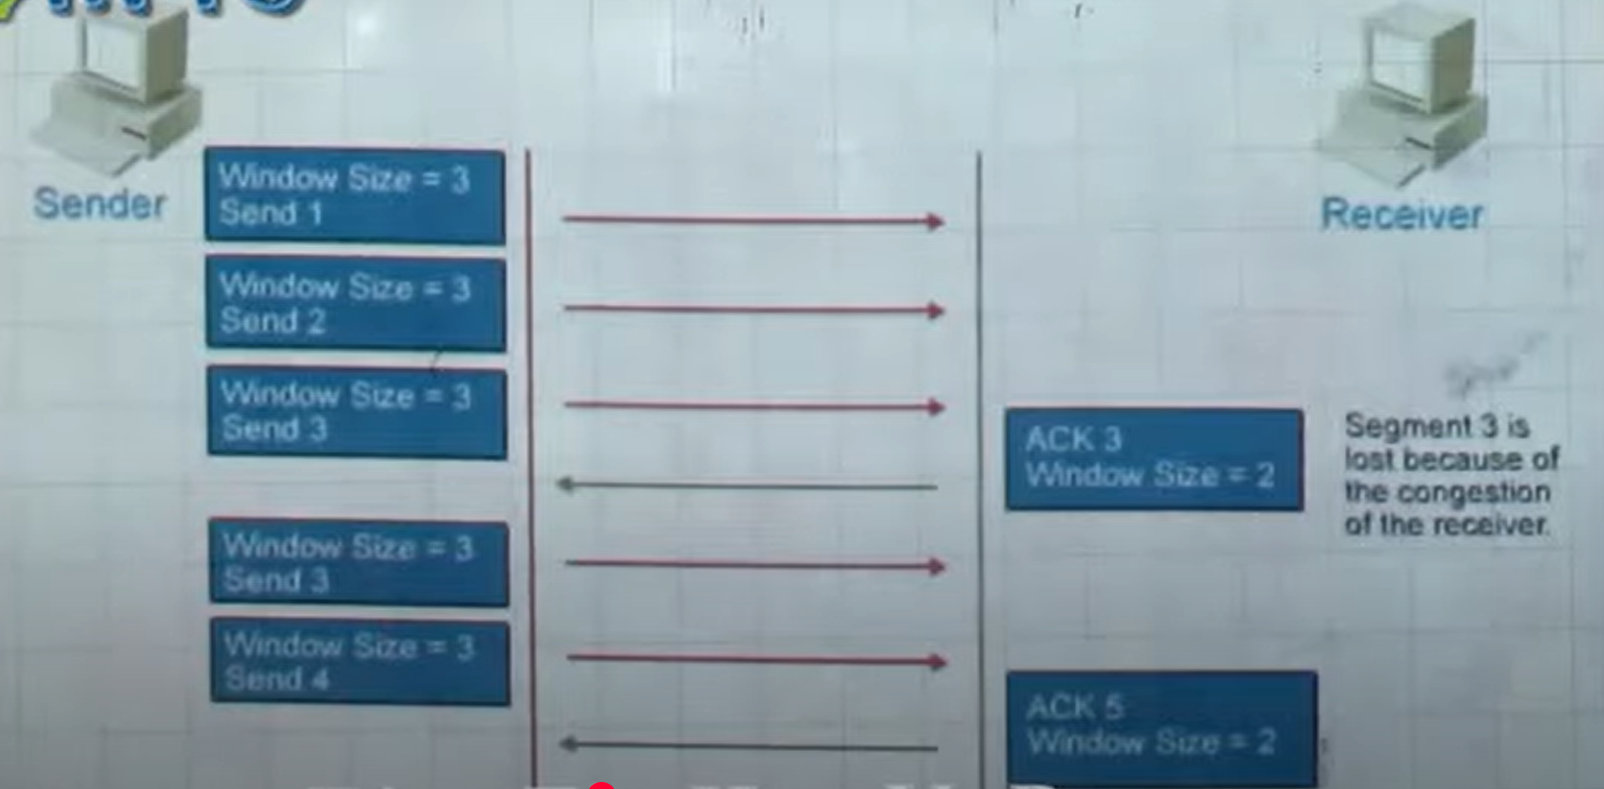 Sender
Window Size = 3
Send 1
Window Size = 3
Send 2
Window Size = 3
Send 3
Window Size = 3
Send 3
Window Size = 3
Send 4
Receiver
ACK 3
Window Size = 2
Segment 3 is
lost because of
the congestion
of the receiver.
ACK 5
Window Size = 2